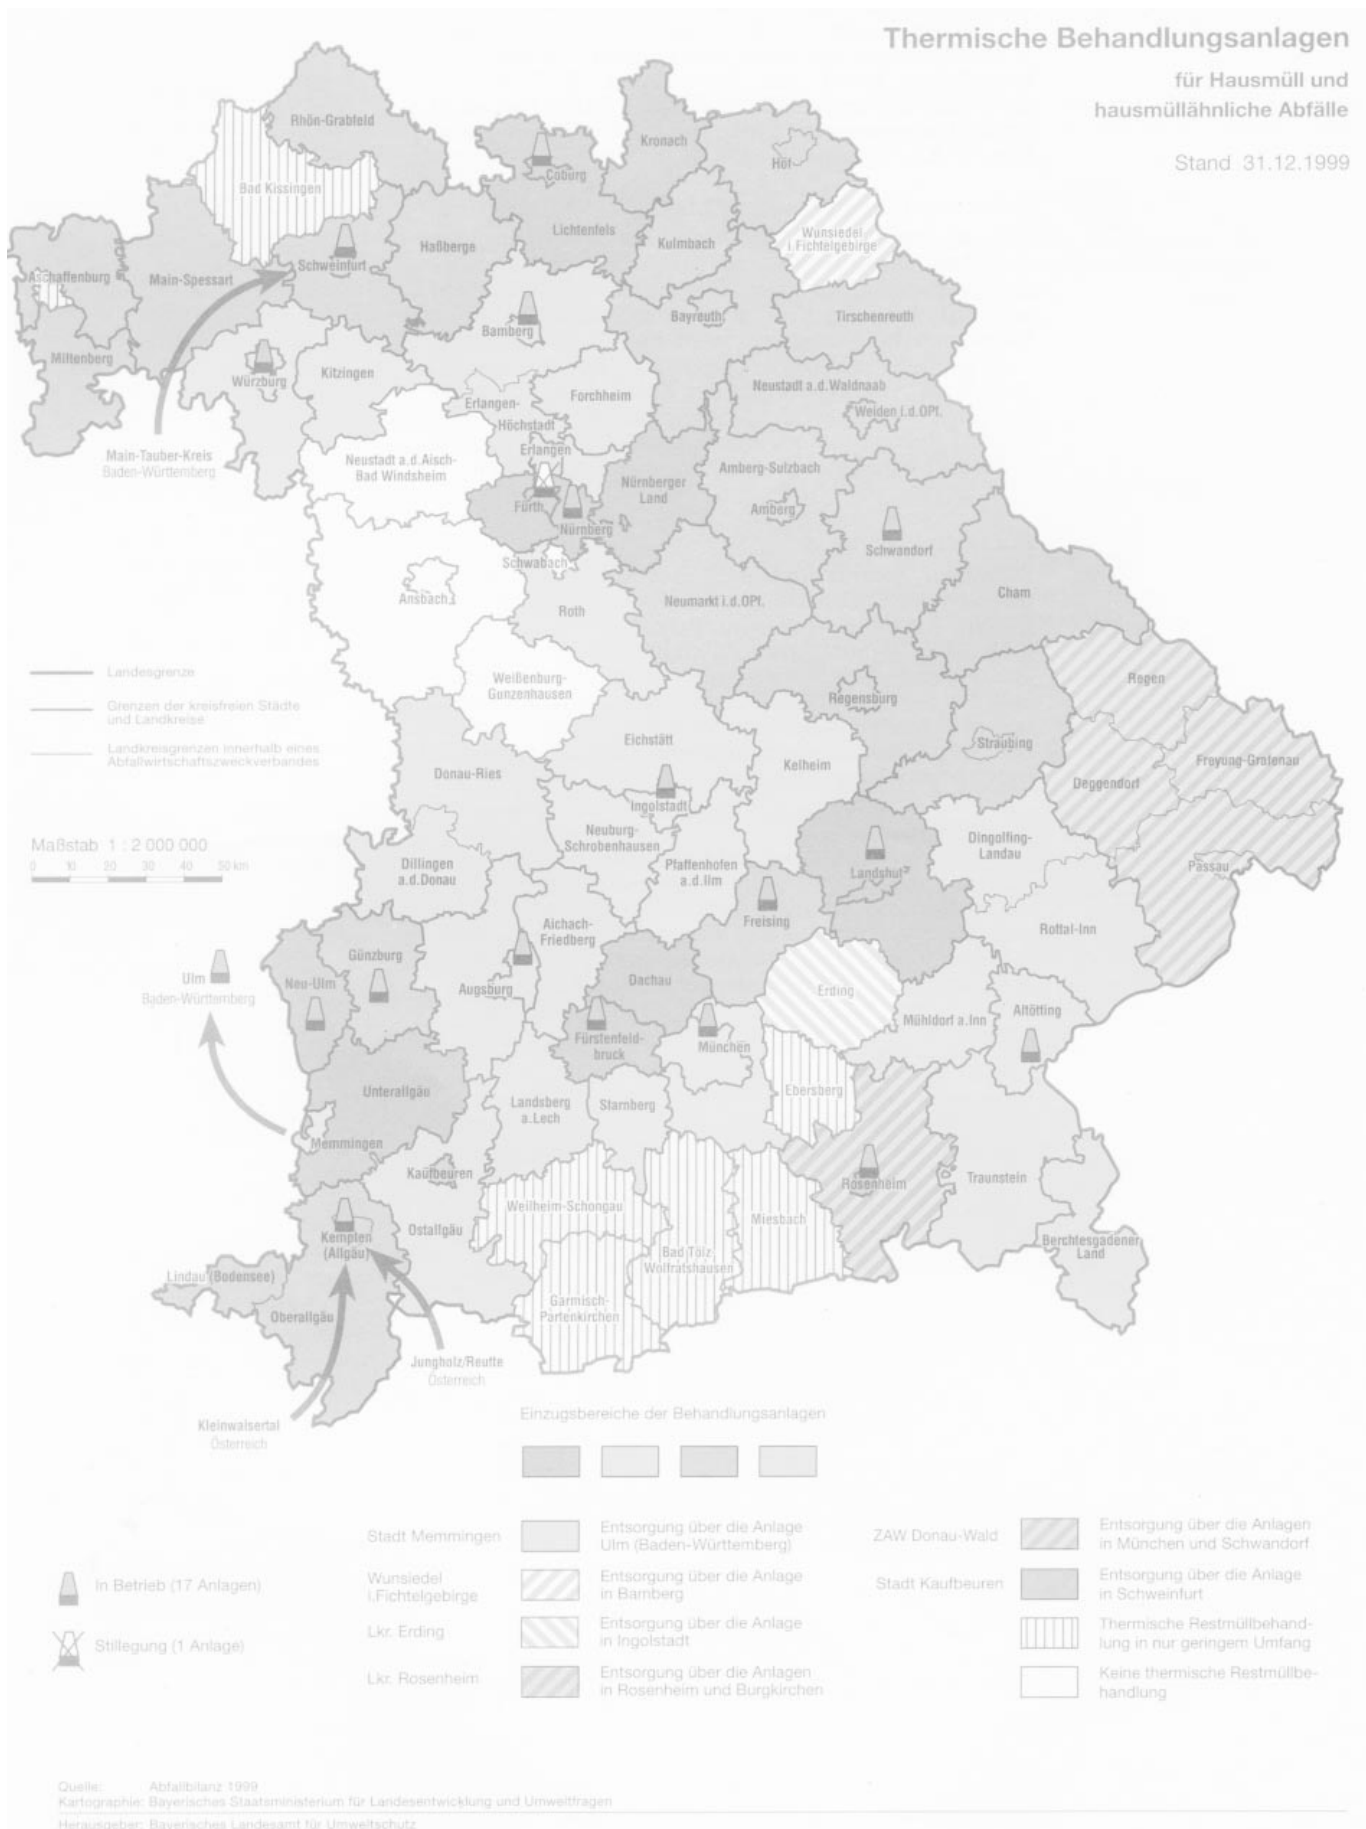 Thermische Behandlungsanlagen
für Hausmüll und
hausmüllähnliche Abfälle
Stand 31.12.1999
Rhön-Grabfeld
Kronach
Hof
Coburg
Bad Kissingen
Lichtenfels
Wunsiedel
i.Fichtelgebirge
Haßberge
Kulmbach
Schweinfurt
Aschaffenburg
Main-Spessart
Bayreuth
Tirschenreuth
Bamberg
Miltenberg
Würzburg
Kitzingen
Forchheim
Neustadt a.d.Waldnaab
Erlangen-
Höchstadt
Weiden i.d.OPf.
Main-Tauber-Kreis
Baden-Württemberg
Neustadt a.d.Aisch-
Bad Windsheim
Erlangen
Nürnberger
Land
Amberg-Sulzbach
Fürth
Amberg
Nürnberg
Schwandorf
Schwabach
Ansbach
Roth
Neumarkt i.d.OPf.
Cham
Landesgrenze
Weißenburg-
Gunzenhausen
Regen
Regensburg
Grenzen der kreisfreien Städte
und Landkreise
Eichstätt
Straubing
Landkreisgrenzen innerhalb eines
Abfallwirtschaftszweckverbandes
Donau-Ries
Kelheim
Freyung-Grafenau
Deggendorf
Ingolstadt
Maßstab 1 : 2 000 000
0 10 20 30 40 50 km
Neuburg-
Schrobenhausen
Dingolfing-
Landau
Dillingen
a.d.Donau
Pfaffenhofen
a.d.Ilm
Landshut
Passau
Freising
Aichach-
Friedberg
Rottal-Inn
Günzburg
Ulm
Baden-Württemberg
Neu-Ulm
Augsburg
Dachau
Erding
Mühldorf a.Inn
Altötting
Fürstenfeld-
bruck
München
Unterallgäu
Landsberg
a.Lech
Starnberg
Ebersberg
Memmingen
Kaufbeuren
Rosenheim
Traunstein
Weilheim-Schongau
Miesbach
Ostallgäu
Kempten
(Allgäu)
Bad Tölz-
Wolfratshausen
Berchtesgadener
Land
Lindau (Bodensee)
Oberallgäu
Garmisch-
Partenkirchen
Jungholz/Reutte
Österreich
Kleinwalsertal
Österreich
Einzugsbereiche der Behandlungsanlagen
In Betrieb (17 Anlagen)
Stillegung (1 Anlage)
Stadt Memmingen
Entsorgung über die Anlage
Ulm (Baden-Württemberg)
Wunsiedel
i.Fichtelgebirge
Entsorgung über die Anlage
in Bamberg
Lkr. Erding
Entsorgung über die Anlage
in Ingolstadt
Lkr. Rosenheim
Entsorgung über die Anlagen
in Rosenheim und Burgkirchen
ZAW Donau-Wald
Entsorgung über die Anlagen
in München und Schwandorf
Stadt Kaufbeuren
Entsorgung über die Anlage
in Schweinfurt
Thermische Restmüllbehand-
lung in nur geringem Umfang
Keine thermische Restmüllbe-
handlung
Quelle: Abfallbilanz 1999
Kartographie: Bayerisches Staatsministerium für Landesentwicklung und Umweltfragen
Herausgeber: Bayerisches Landesamt für Umweltschutz